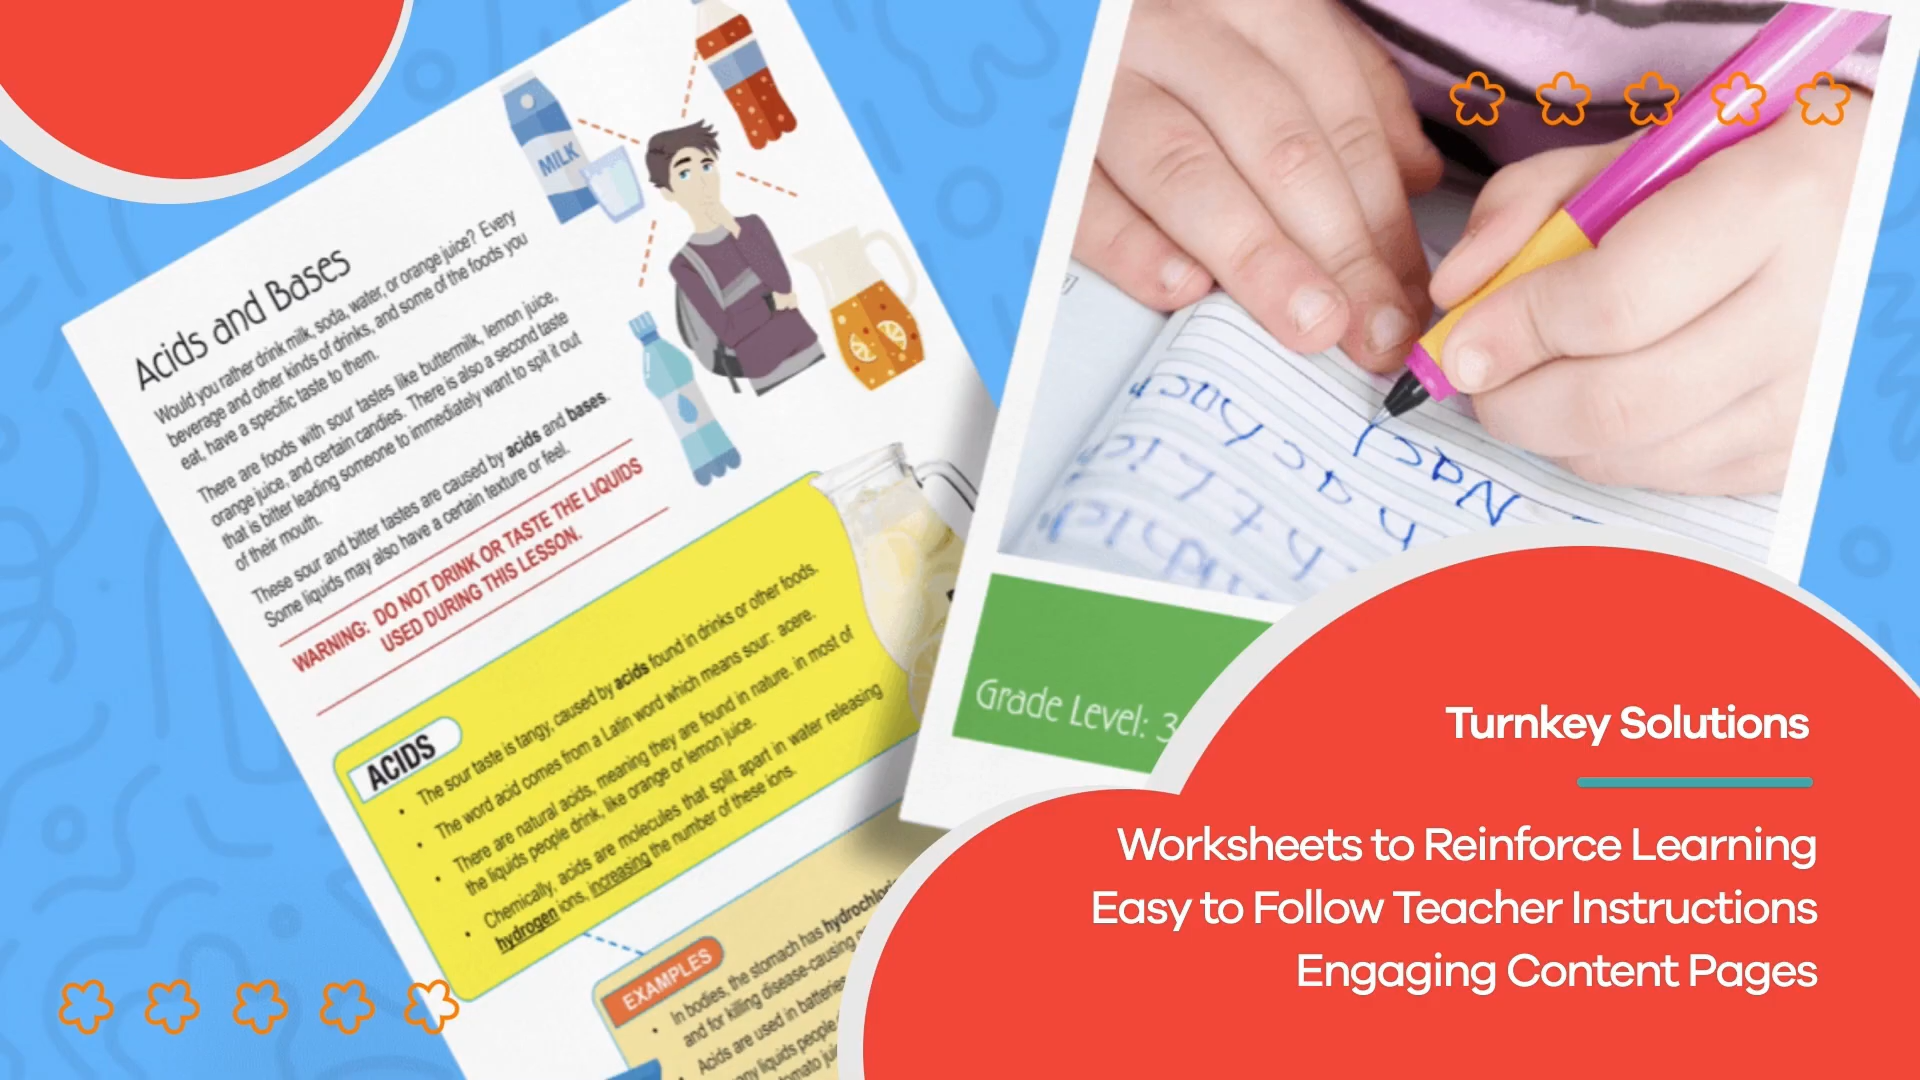 MILK
Acids and Bases
Would you rather drink milk, soda, water, or orange juice? Every
beverage and other kinds of drinks, and some of the foods you
eat, have a specific taste to them.
There are foods with sour tastes like buttermilk, lemon juice,
orange juice, and certain candies. There is also a second taste
that is bitter leading someone to immediately want to spit it out
of their mouth.
These sour and bitter tastes are caused by acids and bases.
Some liquids may also have a certain texture or feel.
WARNING: DO NOT DRINK OR TASTE THE LIQUIDS
USED DURING THIS LESSON.
ACIDS
• The sour taste is tangy, caused by acids found in drinks or other foods.
• The word acid comes from a Latin word which means sour: acere.
• There are natural acids, meaning they are found in nature. in most of
the liquids people drink, like orange or lemon juice.
• Chemically, acids are molecules that split apart in water releasing
hydrogen ions, increasing the number of these ions.
EXAMPLES
• In bodies, the stomach has
and for killing disease-causing
• Acids are used in batteries
liquids people
Grade Level: 3
Turnkey Solutions
Worksheets to Reinforce Learning
Easy to Follow Teacher Instructions
Engaging Content Pages